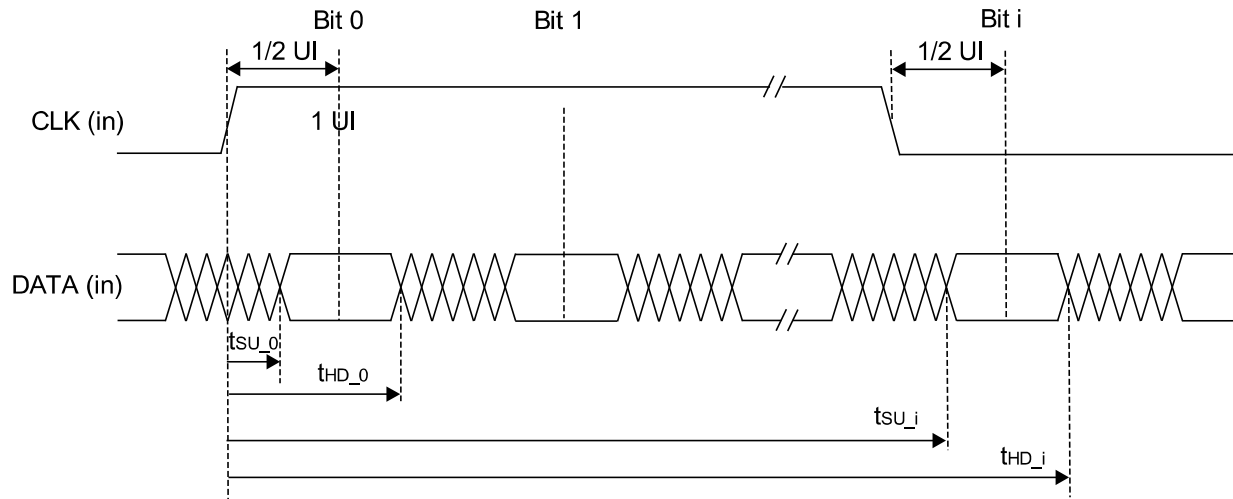 Bit 0 Bit 1 Bit i
1/2 UI 1/2 UI
CLK (in) 1 UI
DATA (in)
tSU_0
tHD_0
tSU_i
tHD_i